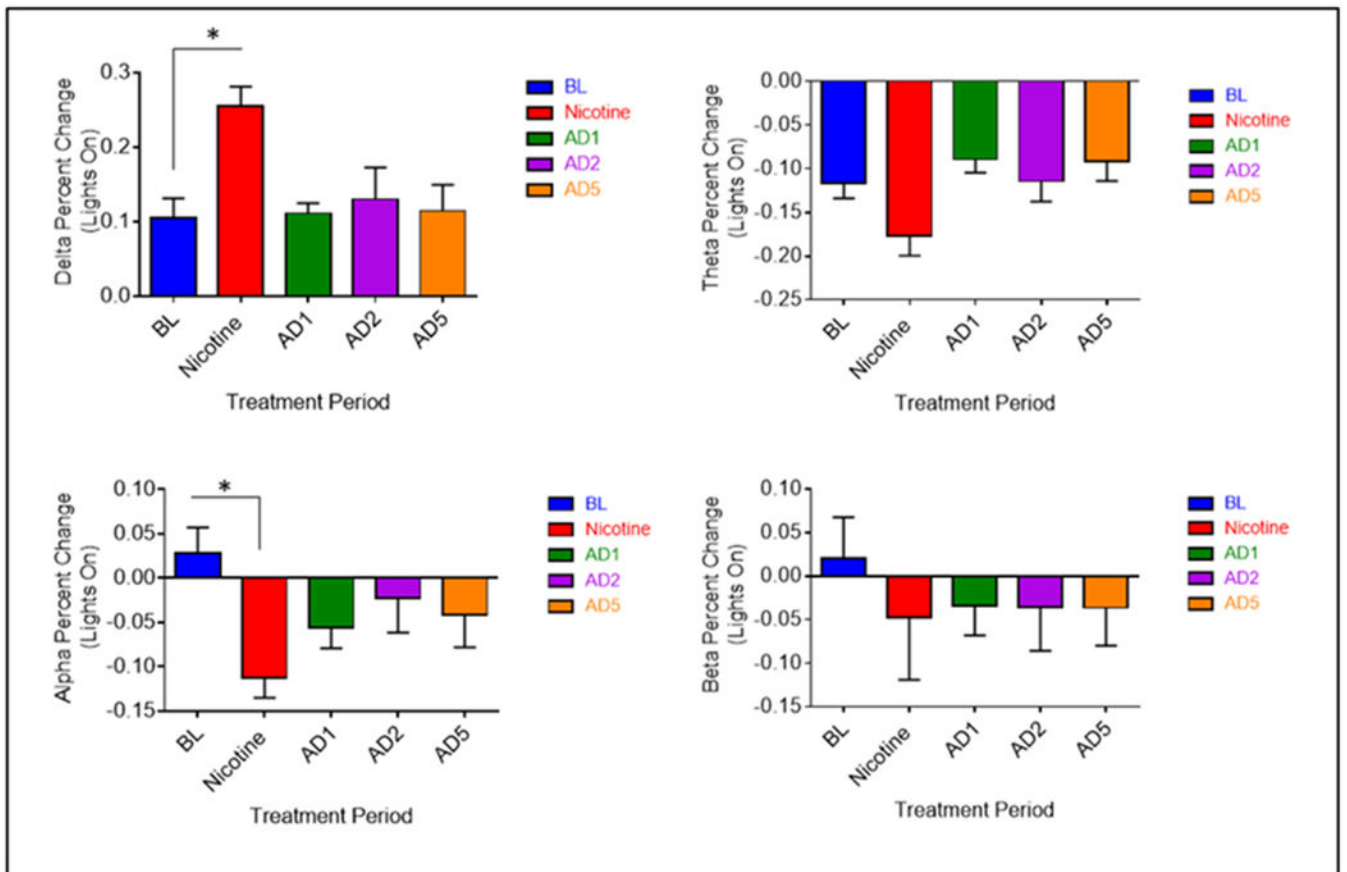 *
Delta Percent Change
(Lights On)
0.3
0.2
0.1
0.0
BL
Nicotine
AD1
AD2
AD5
Treatment Period
BL
Nicotine
AD1
AD2
AD5
Theta Percent Change
(Lights On)
0.00
-0.05
-0.10
-0.15
-0.20
-0.25
BL
Nicotine
AD1
AD2
AD5
Treatment Period
BL
Nicotine
AD1
AD2
AD5
*
Alpha Percent Change
(Lights On)
0.10
0.05
0.00
-0.05
-0.10
-0.15
BL
Nicotine
AD1
AD2
AD5
Treatment Period
BL
Nicotine
AD1
AD2
AD5
Beta Percent Change
(Lights On)
0.10
0.05
0.00
-0.05
-0.10
-0.15
BL
Nicotine
AD1
AD2
AD5
Treatment Period
BL
Nicotine
AD1
AD2
AD5